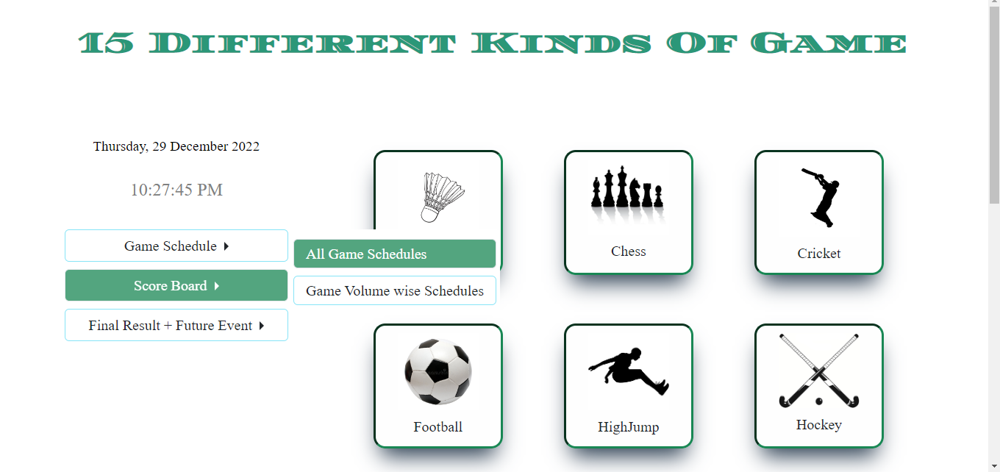 15 Different Kinds Of Game
Thursday, 29 December 2022
10:27:45 PM
Game Schedule
Score Board
Final Result + Future Event
All Game Schedules
Game Volume wise Schedules
Chess
Cricket
Football
HighJump
Hockey